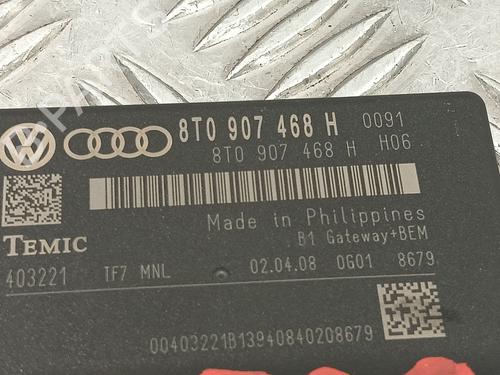 8T0 907 468 H 0091
8T0 907 468 H H06
Made in Philippines
TEMIC
B1 Gateway+BEM
403221 TF7 MNL 02.04.08 0G01 8679
00403221B13940840208679